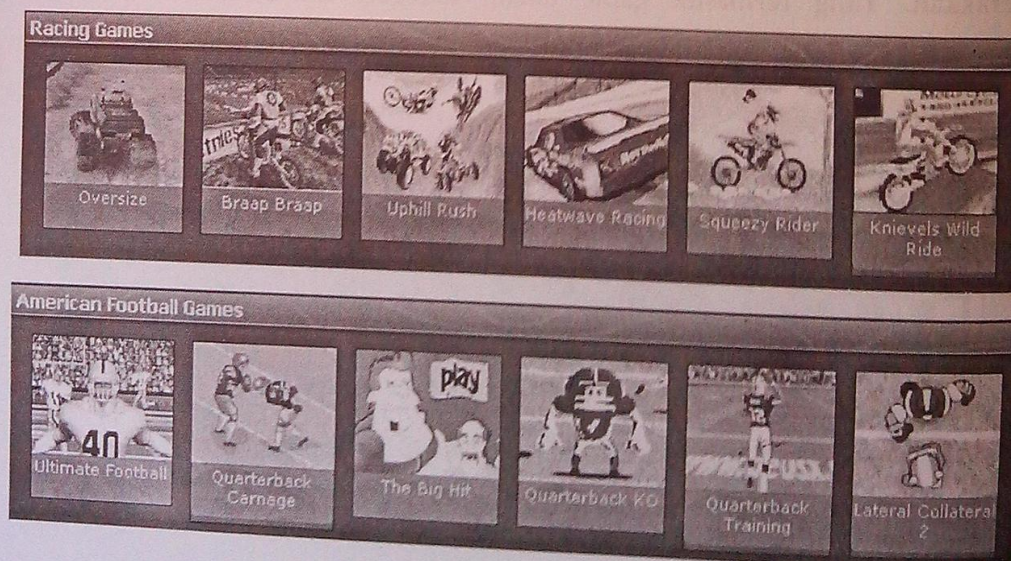 Racing Games
Oversize
Braap Braap
Uphill Rush
Heatwave Racing
Squeezy Rider
Knievels Wild
Ride
American Football Games
40
play
Ultimate Football
Quarterback
Carnage
The Big Hit
Quarterback KO
Quarterback
Training
Lateral Collateral
2